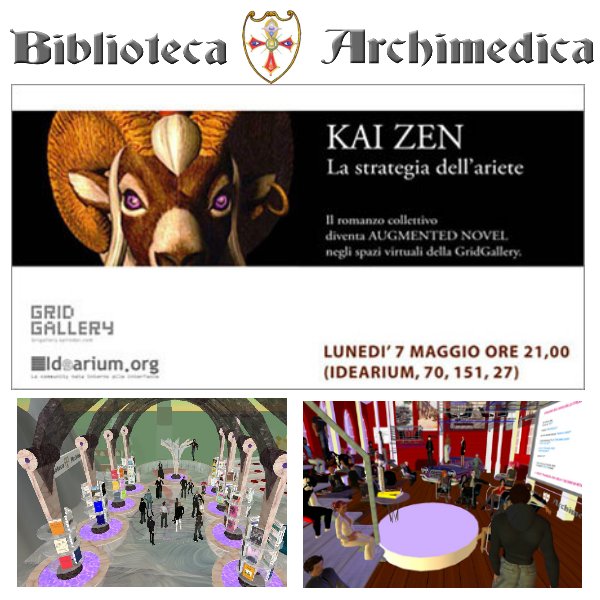 Biblioteca Archimedica
KAI ZEN
La strategia dell'ariete
Il romanzo collettivo
diventa AUGMENTED NOVEL
negli spazi virtuali della GridGallery.
GRID
GALLERY
Idearium.org
LUNEDI' 7 MAGGIO ORE 21,00
(IDEARIUM, 70, 151, 27)